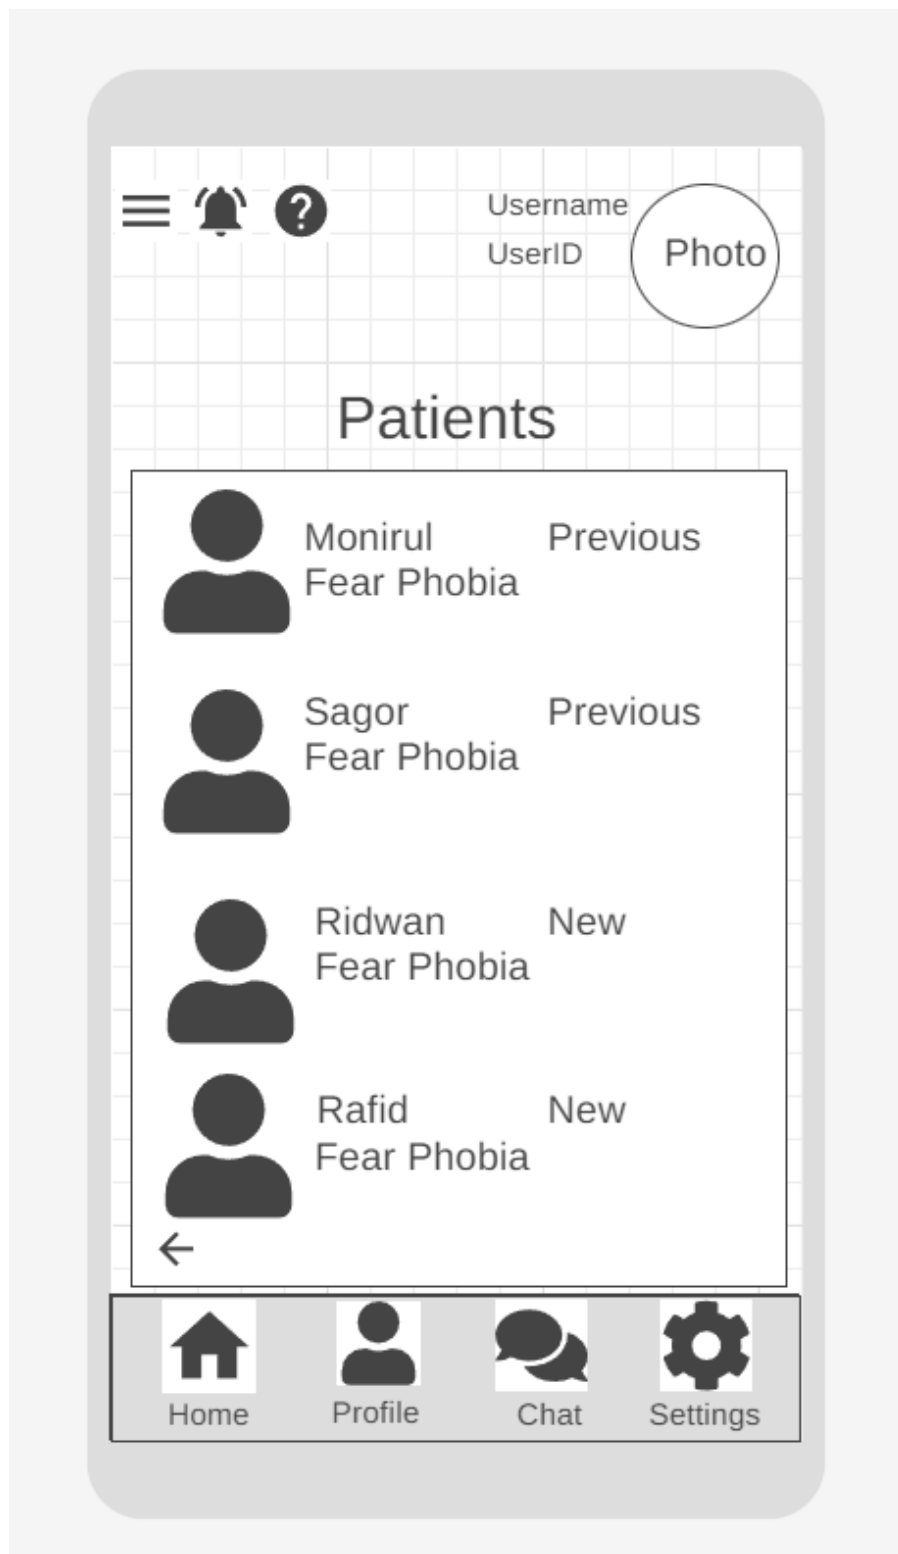 Username
UserID
Photo
Patients
Monirul Previous
Fear Phobia
Sagor Previous
Fear Phobia
Ridwan New
Fear Phobia
Rafid New
Fear Phobia
Home Profile Chat Settings